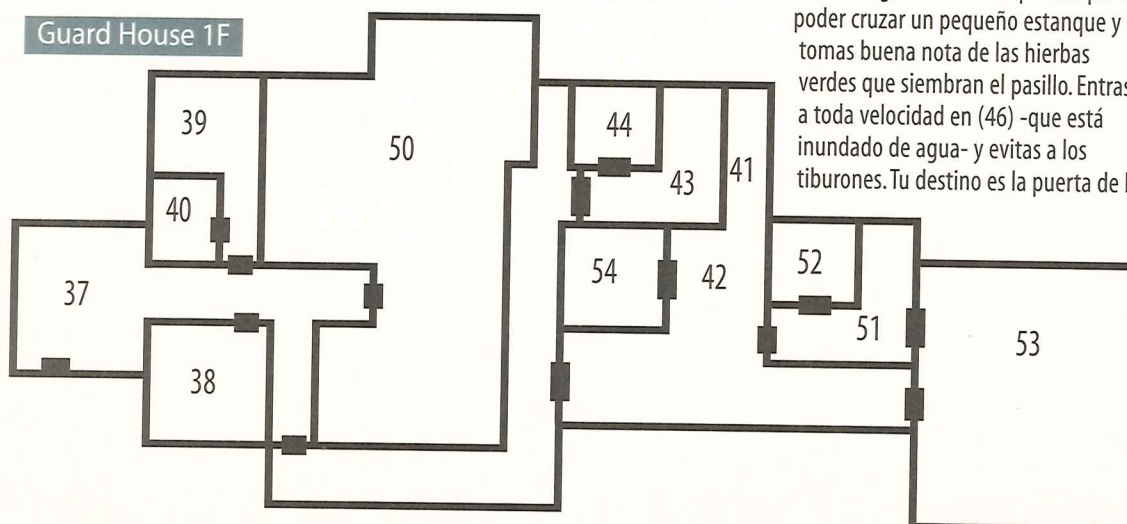 Guard House 1F
poder cruzar un pequeño estanque y
tomas buena nota de las hierbas
verdes que siembran el pasillo. Entras
a toda velocidad en (46) -que está
inundado de agua- y evitas a los
tiburones. Tu destino es la puerta de
39
44
50
41
43
40
52
54
42
37
51
53
38